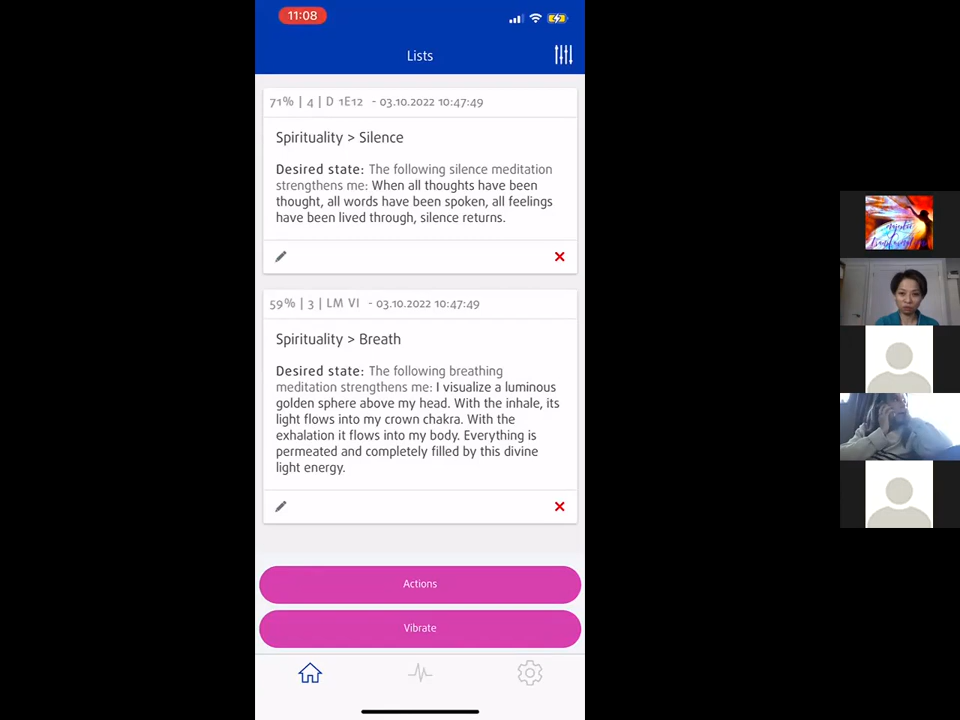 11:08
Lists
71% | 4 | D 1E12 - 03.10.2022 10:47:49
Spirituality > Silence
Desired state: The following silence meditation
strengthens me: When all thoughts have been
thought, all words have been spoken, all feelings
have been lived through, silence returns.
59% | 3 | LM VI - 03.10.2022 10:47:49
Spirituality > Breath
Desired state: The following breathing
meditation strengthens me: I visualize a luminous
golden sphere above my head. With the inhale, its
light flows into my crown chakra. With the
exhalation it flows into my body. Everything is
permeated and completely filled by this divine
light energy.
Actions
Vibrate